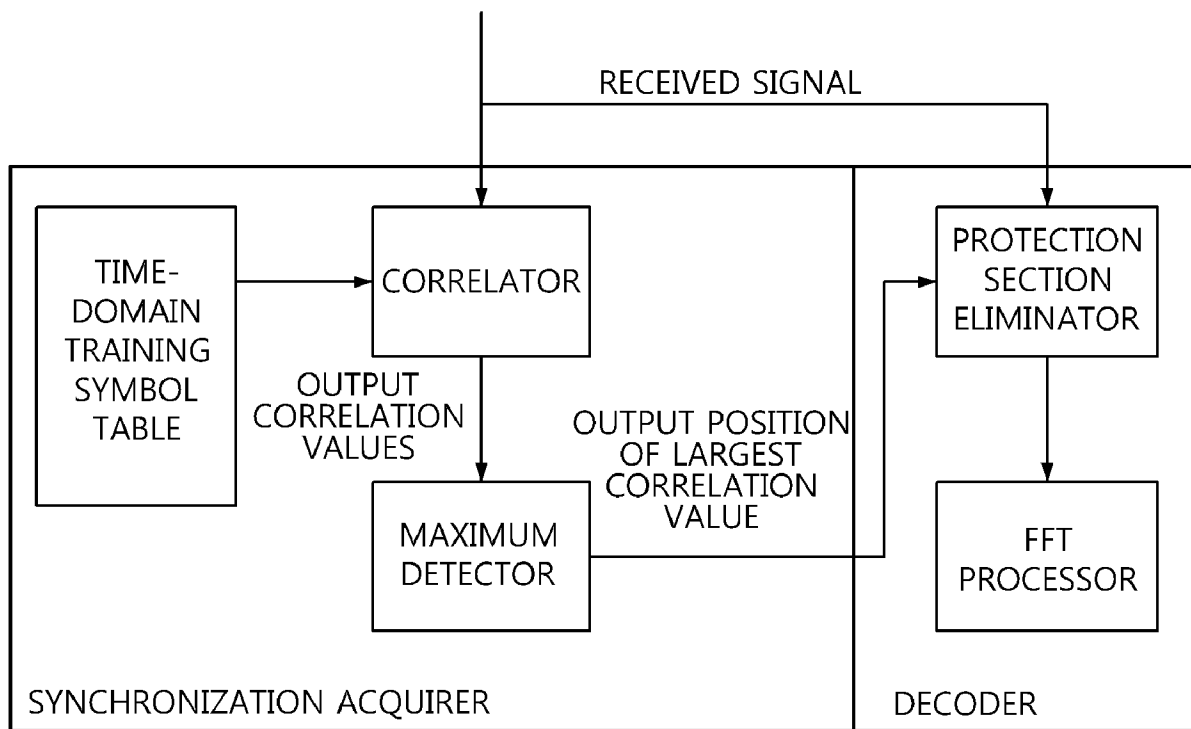 RECEIVED SIGNAL
TIME-
DOMAIN
TRAINING
SYMBOL
TABLE
CORRELATOR
PROTECTION
SECTION
ELIMINATOR
OUTPUT
CORRELATION
VALUES
OUTPUT POSITION
OF LARGEST
CORRELATION
VALUE
MAXIMUM
DETECTOR
FFT
PROCESSOR
SYNCHRONIZATION ACQUIRER
DECODER